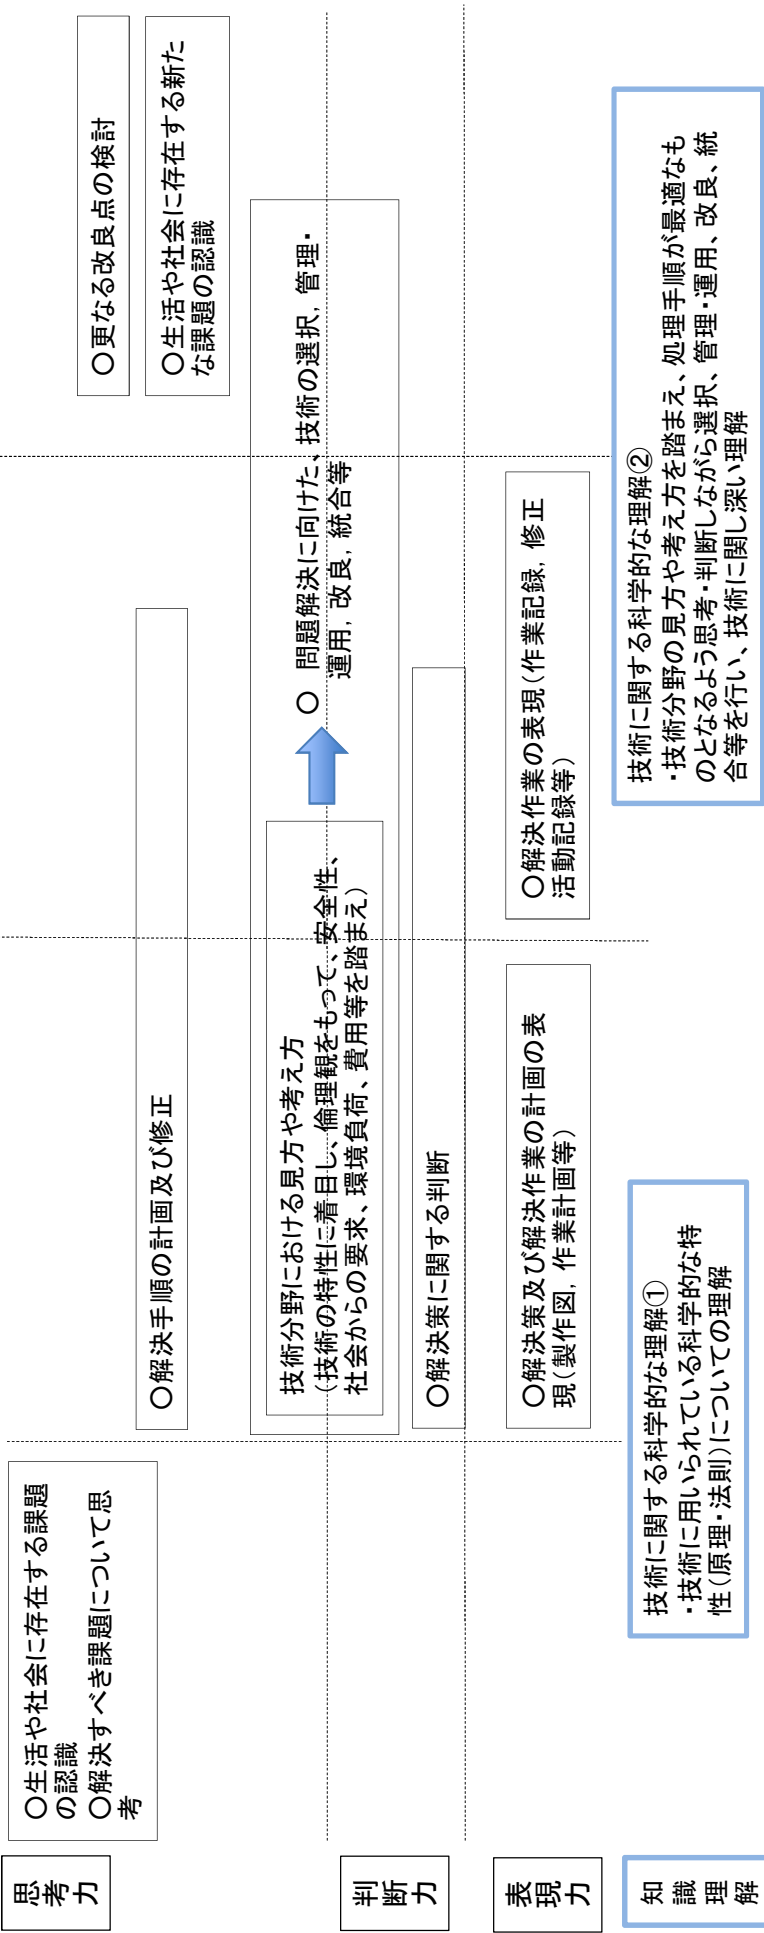 思
考
力
○生活や社会に存在する課題
の認識
○解決すべき課題について思
考
○解決手順の計画及び修正
○更なる改良点の検討
○生活や社会に存在する新た
な課題の認識
技術分野における見方や考え方
（技術の特性に着目し、倫理観をもって、安全性、
社会からの要求、環境負荷、費用等を踏まえ）
○ 問題解決に向けた、技術の選択，管理・
運用，改良，統合等
判
断
力
○解決策に関する判断
表
現
力
○解決策及び解決作業の計画の表
現（製作図，作業計画等）
○解決作業の表現（作業記録，修正
活動記録等）
知
識
理
解
技術に関する科学的な理解①
・技術に用いられている科学的な特
性（原理・法則）についての理解
技術に関する科学的な理解②
・技術分野の見方や考え方を踏まえ、処理手順が最適なも
のとなるよう思考・判断しながら選択、管理・運用、改良、統
合等を行い、技術に関し深い理解